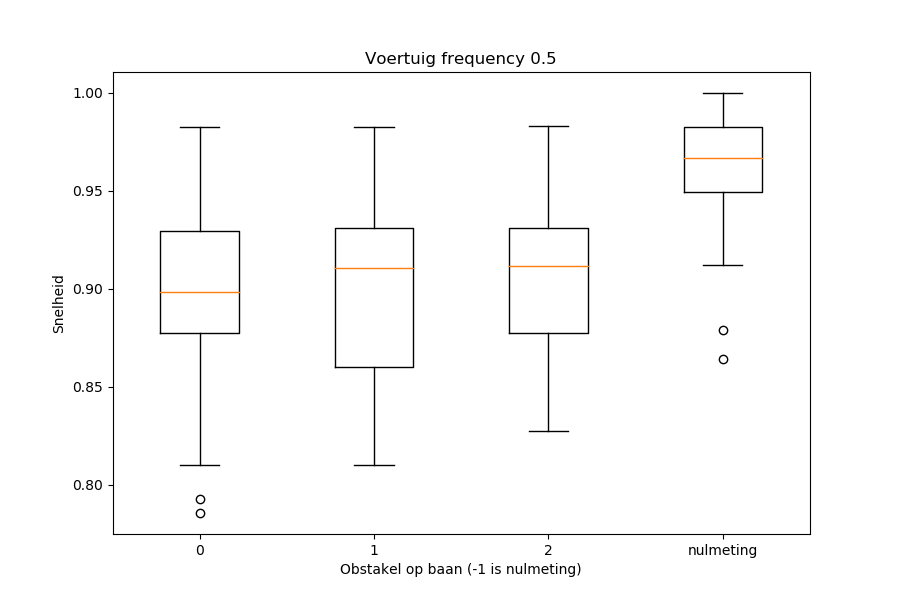 Voertuig frequency 0.5
1.00
0.95
0.90
0.85
0.80
Snelheid
0 1 2 nulmeting
Obstakel op baan (-1 is nulmeting)